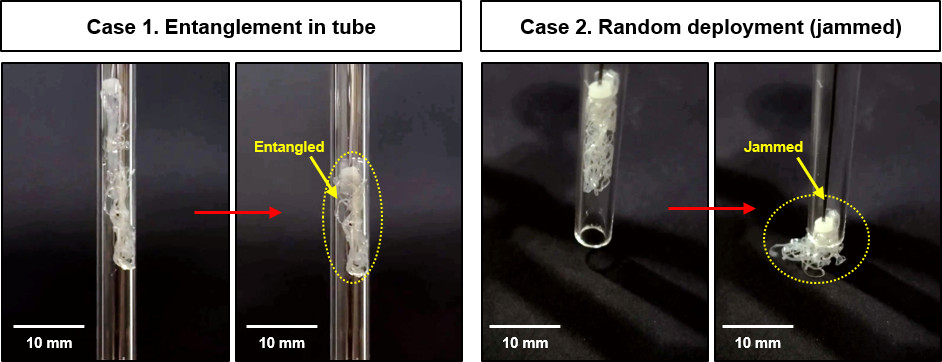 Case 1. Entanglement in tube
Case 2. Random deployment (jammed)
Entangled
Jammed
10 mm
10 mm
10 mm
10 mm